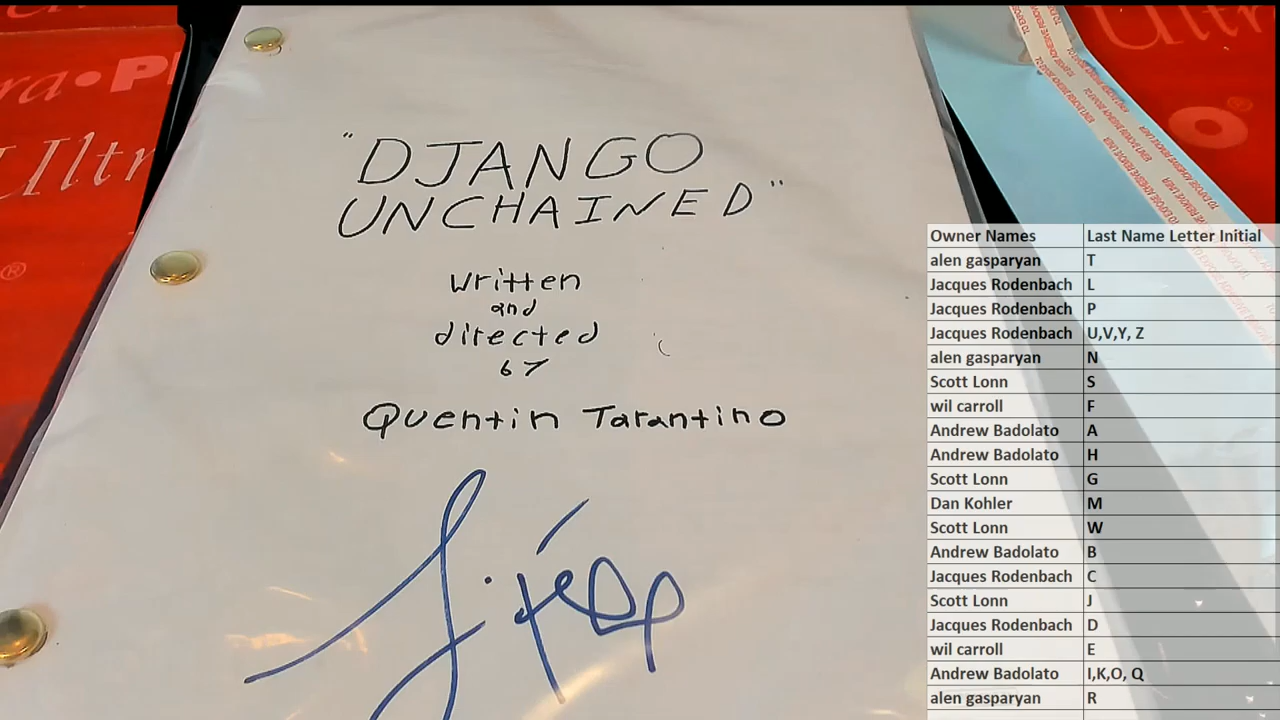 "DJANGO
UNCHAINED"
written
and
directed
by
Quentin Tarantino
Ultr
®
Owner Names Last Name Letter Initial
alen gasparyan T
Jacques Rodenbach L
Jacques Rodenbach P
Jacques Rodenbach U,V,Y, Z
alen gasparyan N
Scott Lonn S
wil carroll F
Andrew Badolato A
Andrew Badolato H
Scott Lonn G
Dan Kohler M
Scott Lonn W
Andrew Badolato B
Jacques Rodenbach C
Scott Lonn J
Jacques Rodenbach D
wil carroll E
Andrew Badolato I,K,O, Q
alen gasparyan R